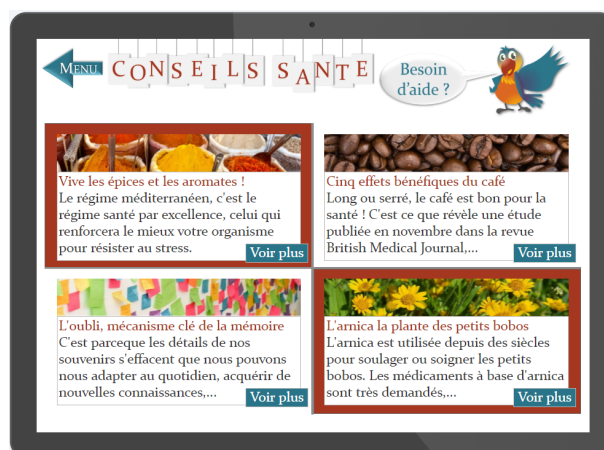 MENU
CONSEILS SANTE
Besoin
d'aide ?
Vive les épices et les aromates !
Le régime méditerranéen, c'est le
régime santé par excellence, celui qui
renforcera le mieux votre organisme
pour résister au stress.
Voir plus
Cinq effets bénéfiques du café
Long ou serré, le café est bon pour la
santé ! C'est ce que révèle une étude
publiée en novembre dans la revue
British Medical Journal,...
Voir plus
L'oubli, mécanisme clé de la mémoire
C'est parceque les détails de nos
souvenirs s'effacent que nous pouvons
nous adapter au quotidien, acquérir de
nouvelles connaissances,...
Voir plus
L'arnica la plante des petits bobos
L'arnica est utilisée depuis des siècles
pour soulager ou soigner les petits
bobos. Les médicaments à base d'arnica
sont très demandés,...
Voir plus